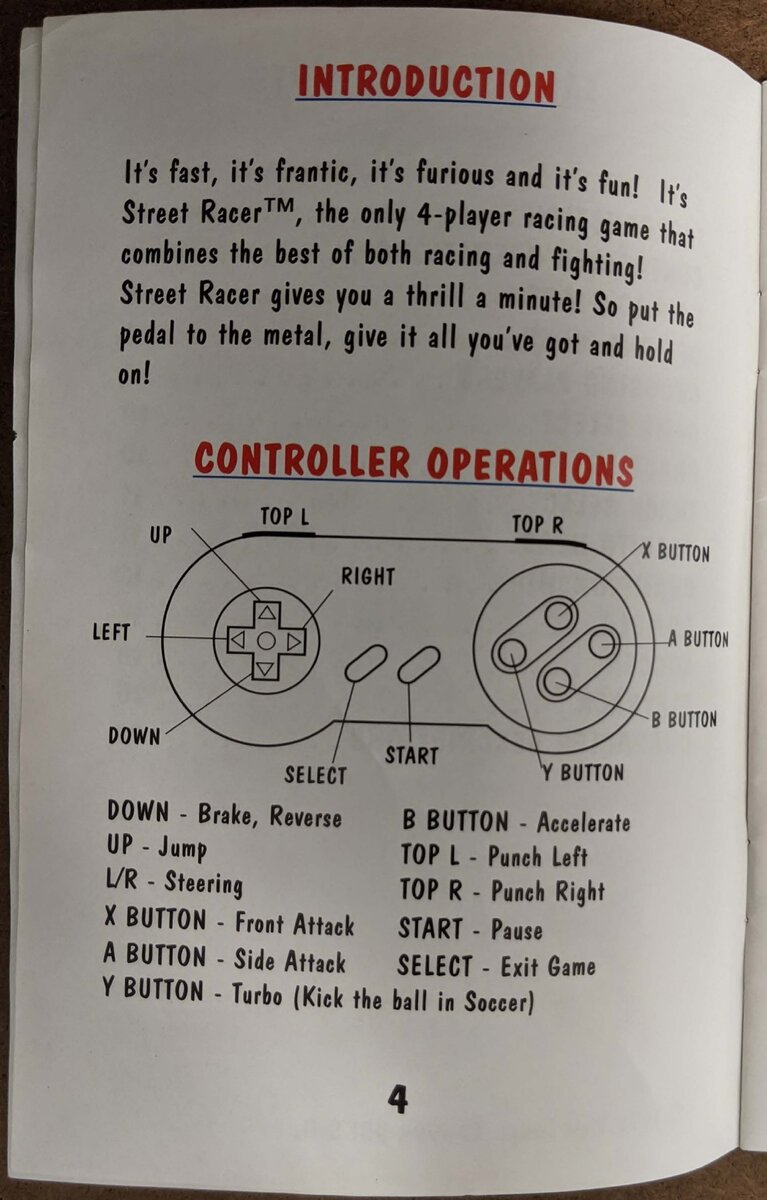 INTRODUCTION
It's fast, it's frantic, it's furious and it's fun! It's
Street Racer™, the only 4-player racing game that
combines the best of both racing and fighting!
Street Racer gives you a thrill a minute! So put the
pedal to the metal, give it all you've got and hold
on!
CONTROLLER OPERATIONS
UP
TOP L
TOP R
X BUTTON
RIGHT
LEFT
A BUTTON
B BUTTON
DOWN
SELECT
START
Y BUTTON
DOWN - Brake, Reverse
UP - Jump
L/R - Steering
X BUTTON - Front Attack
A BUTTON - Side Attack
Y BUTTON - Turbo (Kick the ball in Soccer)
B BUTTON - Accelerate
TOP L - Punch Left
TOP R - Punch Right
START - Pause
SELECT - Exit Game
4